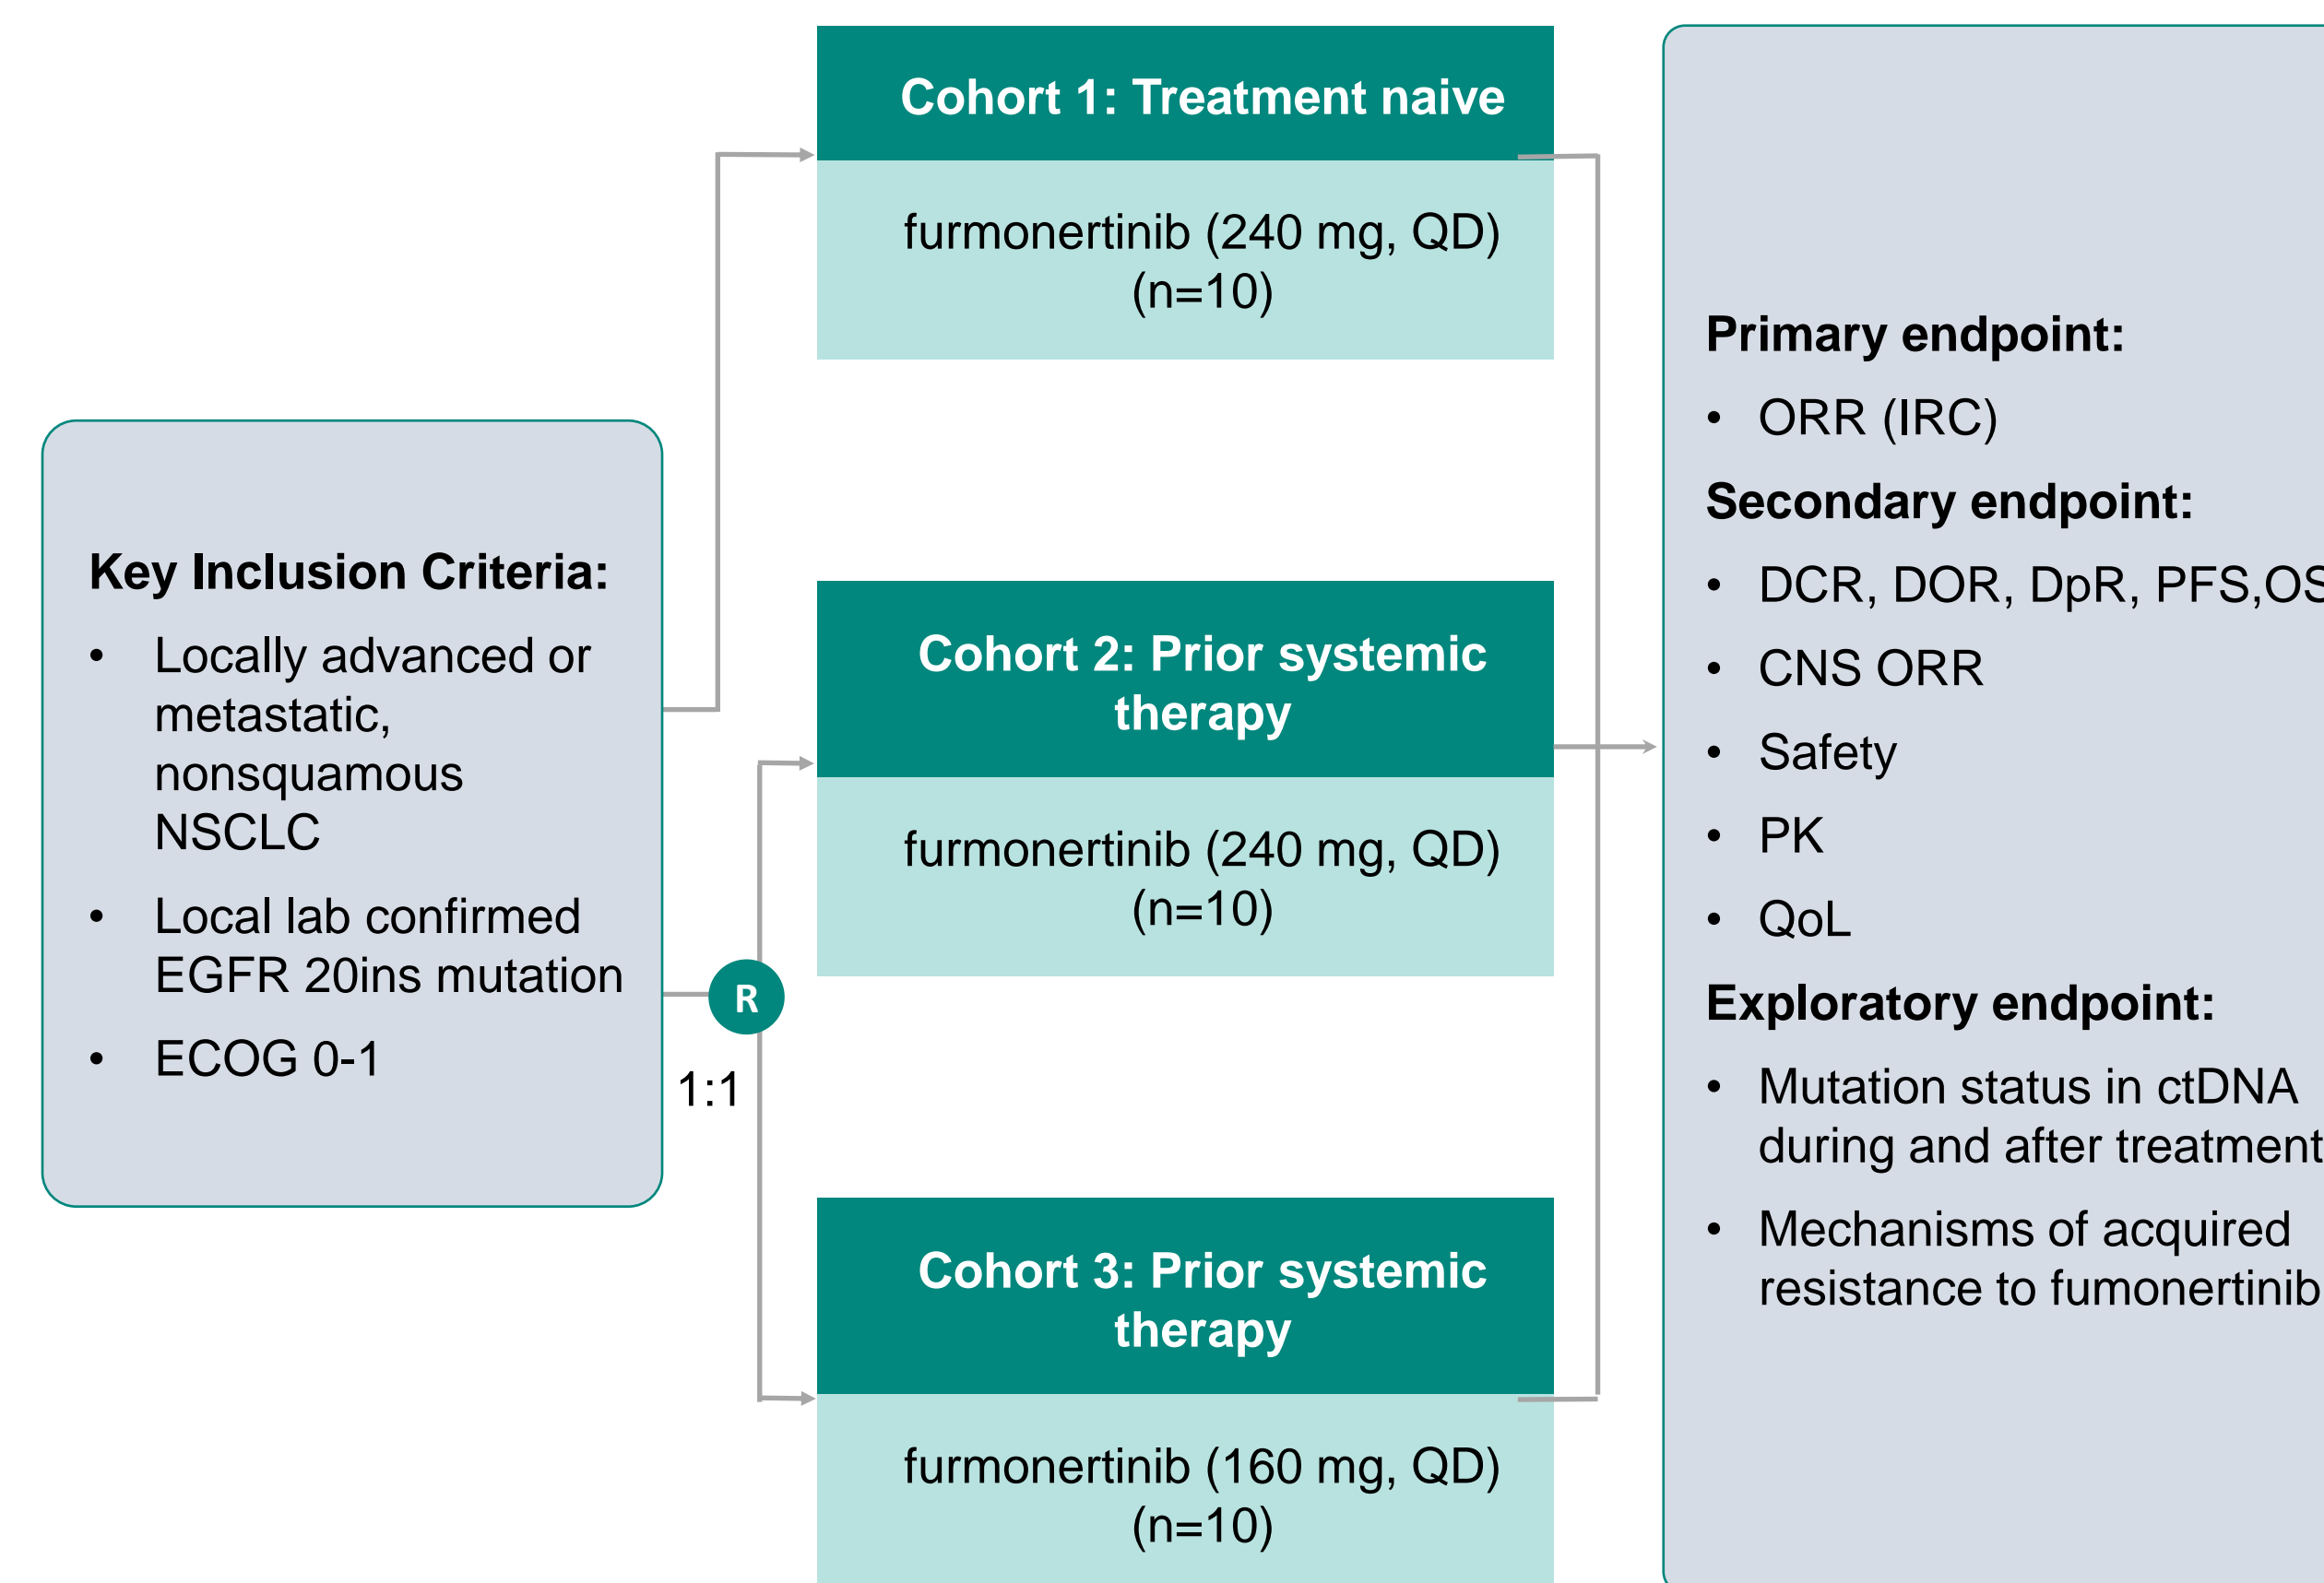 Key Inclusion Criteria:
• Locally advanced or
metastatic,
nonsquamous
NSCLC
• Local lab confirmed
EGFR 20ins mutation
• ECOG 0-1
R
1:1
Cohort 1: Treatment naive
furmonertinib (240 mg, QD)
(n=10)
Cohort 2: Prior systemic
therapy
furmonertinib (240 mg, QD)
(n=10)
Cohort 3: Prior systemic
therapy
furmonertinib (160 mg, QD)
(n=10)
Primary endpoint:
• ORR (IRC)
Secondary endpoint:
• DCR, DOR, DpR, PFS,OS
• CNS ORR
• Safety
• PK
• QoL
Exploratory endpoint:
• Mutation status in ctDNA
during and after treatment
• Mechanisms of acquired
resistance to fumonertinib